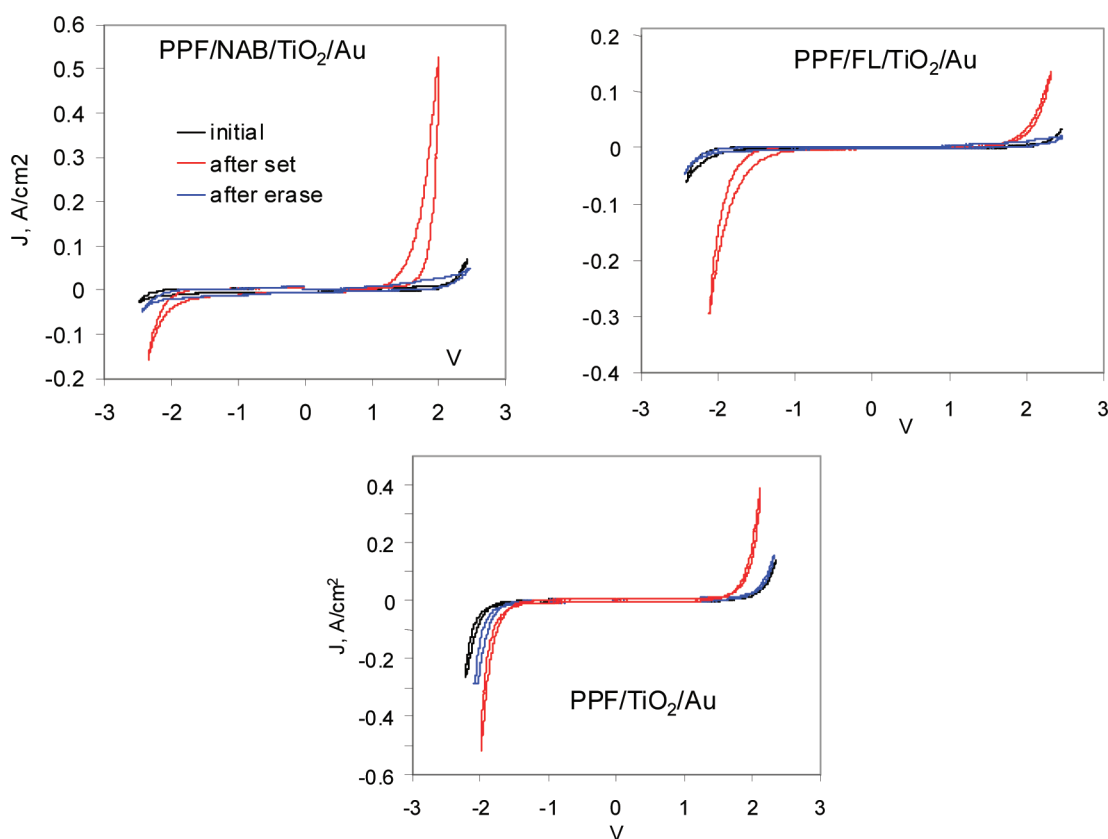 PPF/NAB/TiO₂/Au
0.6
0.5
0.4
0.3
0.2
0.1
0
-0.1
-0.2
J, A/cm2
initial
after set
after erase
V
-3 -2 -1 0 1 2 3
PPF/FL/TiO₂/Au
0.2
0.1
0
-0.1
-0.2
-0.3
-0.4
-3 -2 -1 0 1 2 3
V
PPF/TiO₂/Au
0.4
0.2
0
-0.2
-0.4
-0.6
J, A/cm²
-3 -2 -1 0 1 2 3
V